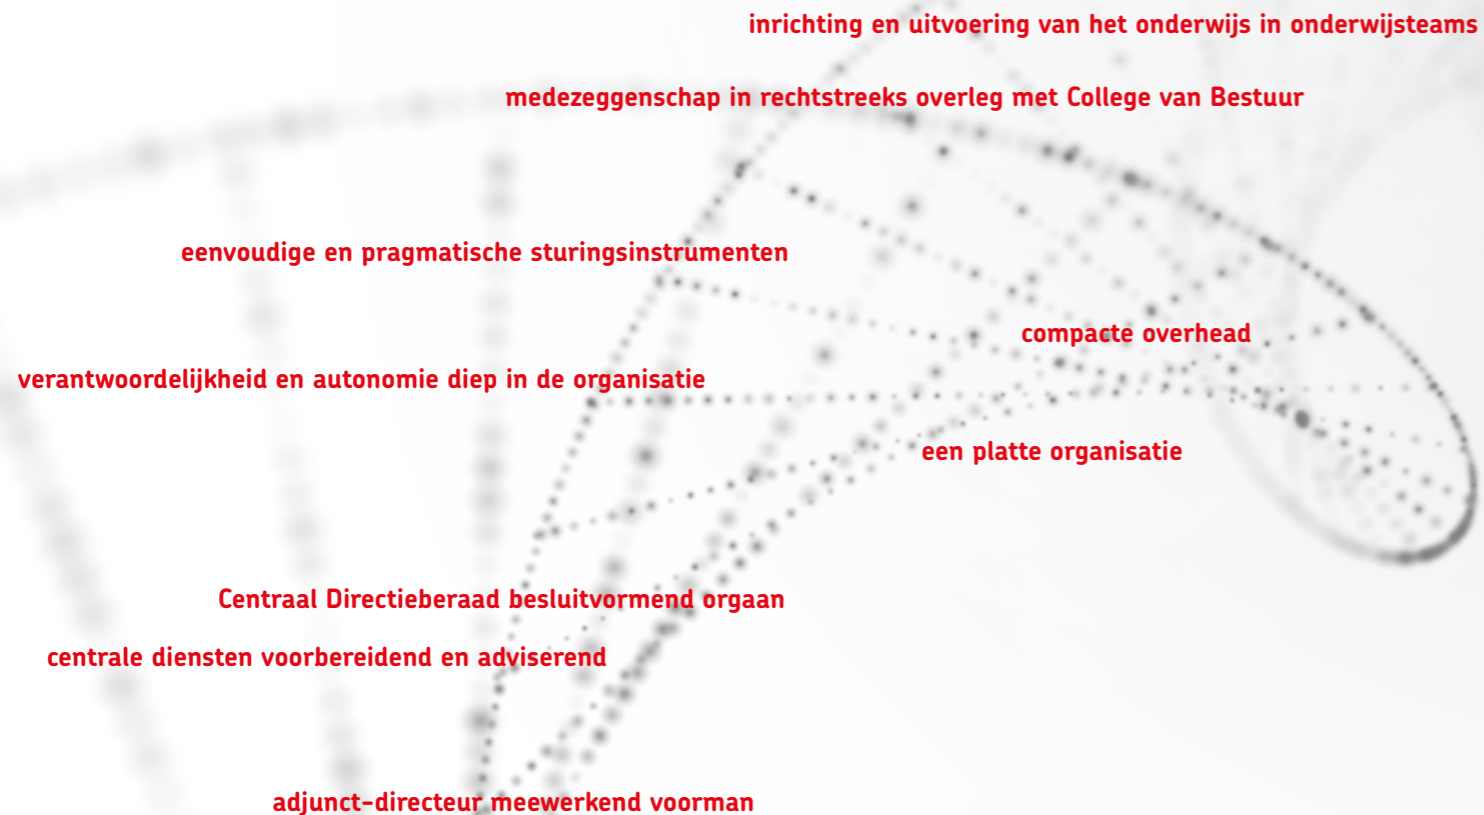 inrichting en uitvoering van het onderwijs in onderwijsteams
medezeggenschap in rechtstreeks overleg met College van Bestuur
eenvoudige en pragmatische sturingsinstrumenten
compacte overhead
verantwoordelijkheid en autonomie diep in de organisatie
een platte organisatie
Centraal Directieberaad besluitvormend orgaan
centrale diensten voorbereidend en adviserend
adjunct-directeur meewerkend voorman